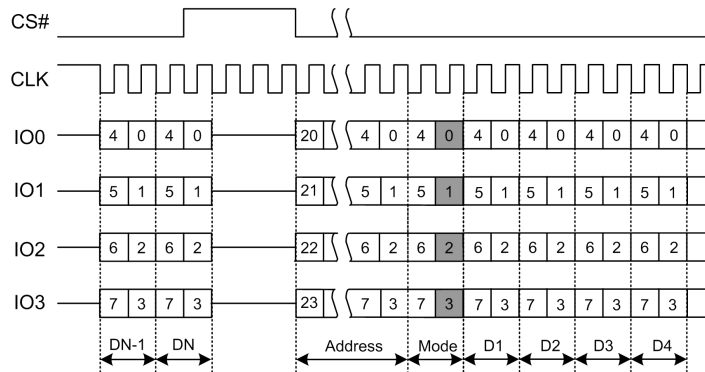 CS#
CLK
IO0 4 0 4 0 20 4 0 4 0 4 0 4 0 4 0 4 0
IO1 5 1 5 1 21 5 1 5 1 5 1 5 1 5 1 5 1
IO2 6 2 6 2 22 6 2 6 2 6 2 6 2 6 2 6 2
IO3 7 3 7 3 23 7 3 7 3 7 3 7 3 7 3 7 3
DN-1 DN Address Mode D1 D2 D3 D4